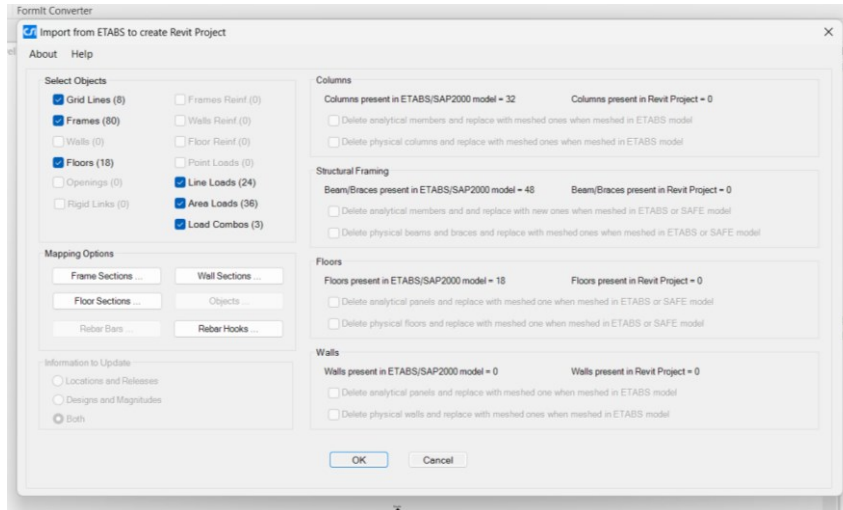 FormIt Converter
Import from ETABS to create Revit Project
About Help
Select Objects
Grid Lines (8)
Frames Reinf.(0)
Frames (80)
Walls Reinf.(0)
Walls (0)
Floor Reinf.(0)
Floors (18)
Point Loads (0)
Openings (0)
Line Loads (24)
Rigid Links (0)
Area Loads (36)
Load Combos (3)
Mapping Options
Frame Sections ...
Wall Sections ...
Floor Sections ...
Objects ...
Rebar Bars ...
Rebar Hooks ...
Information to Update
Locations and Releases
Designs and Magnitudes
Both
Columns
Columns present in ETABS/SAP2000 model = 32 Columns present in Revit Project = 0
Delete analytical members and replace with meshed ones when meshed in ETABS model
Delete physical columns and replace with meshed ones when meshed in ETABS model
Structural Framing
Beam/Braces present in ETABS/SAP2000 model = 48 Beam/Braces present in Revit Project = 0
Delete analytical members and and replace with new ones when meshed in ETABS or SAFE model
Delete physical beams and braces and replace with meshed ones when meshed in ETABS or SAFE model
Floors
Floors present in ETABS/SAP2000 model = 18 Floors present in Revit Project = 0
Delete analytical panels and replace with meshed one when meshed in ETABS or SAFE model
Delete physical floors and replace with meshed ones when meshed in ETABS or SAFE model
Walls
Walls present in ETABS/SAP2000 model = 0 Walls present in Revit Project = 0
Delete analytical panels and replace with meshed one when meshed in ETABS model
Delete physical walls and replace with meshed ones when meshed in ETABS model
OK
Cancel